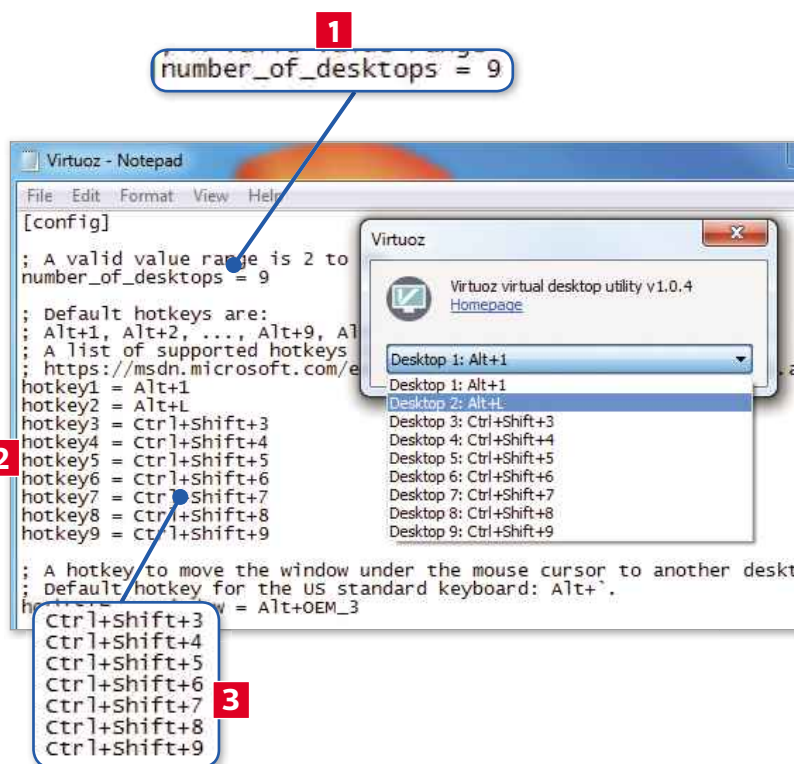 1
number_of_desktops = 9
Virtuoz - Notepad
File Edit Format View Help
[config]
; A valid value range is 2 to
number_of_desktops = 9
; Default hotkeys are:
; Alt+1, Alt+2, ..., Alt+9, Al
; A list of supported hotkeys
; https://msdn.microsoft.com/e
hotkey1 = Alt+1
hotkey2 = Alt+L
hotkey3 = Ctrl+Shift+3
hotkey4 = Ctrl+Shift+4
hotkey5 = Ctrl+Shift+5
hotkey6 = Ctrl+Shift+6
hotkey7 = Ctrl+Shift+7
hotkey8 = Ctrl+Shift+8
hotkey9 = Ctrl+Shift+9
; A hotkey to move the window under the mouse cursor to another deskt
; Default hotkey for the US standard keyboard: Alt+`.
= Alt+OEM_3
Virtuoz
Virtuoz virtual desktop utility v1.0.4
Homepage
Desktop 1: Alt+1
Desktop 1: Alt+1
Desktop 2: Alt+L
Desktop 3: Ctrl+Shift+3
Desktop 4: Ctrl+Shift+4
Desktop 5: Ctrl+Shift+5
Desktop 6: Ctrl+Shift+6
Desktop 7: Ctrl+Shift+7
Desktop 8: Ctrl+Shift+8
Desktop 9: Ctrl+Shift+9
2
Ctrl+Shift+3
Ctrl+Shift+4
Ctrl+Shift+5
Ctrl+Shift+6
Ctrl+Shift+7
Ctrl+Shift+8
Ctrl+Shift+9
3